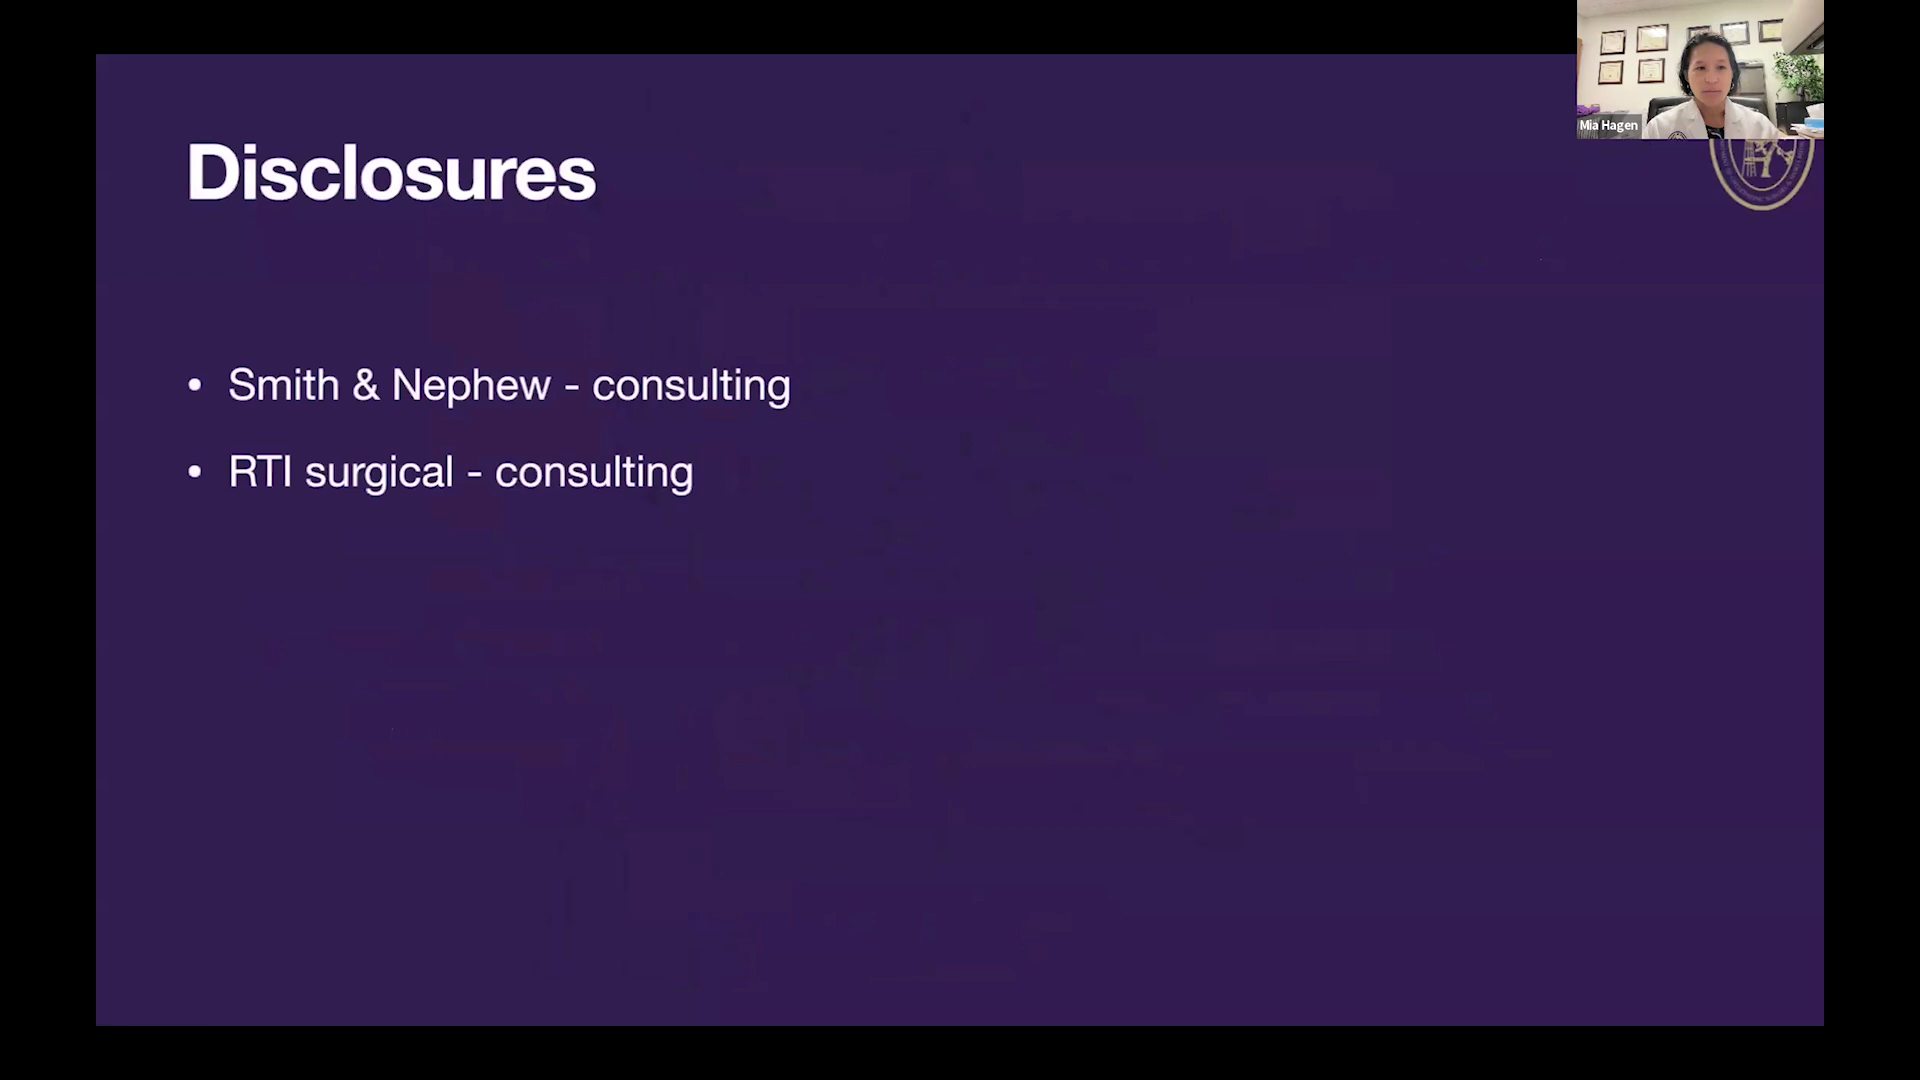 Mia Hagen
Disclosures
• Smith & Nephew - consulting
• RTI surgical - consulting